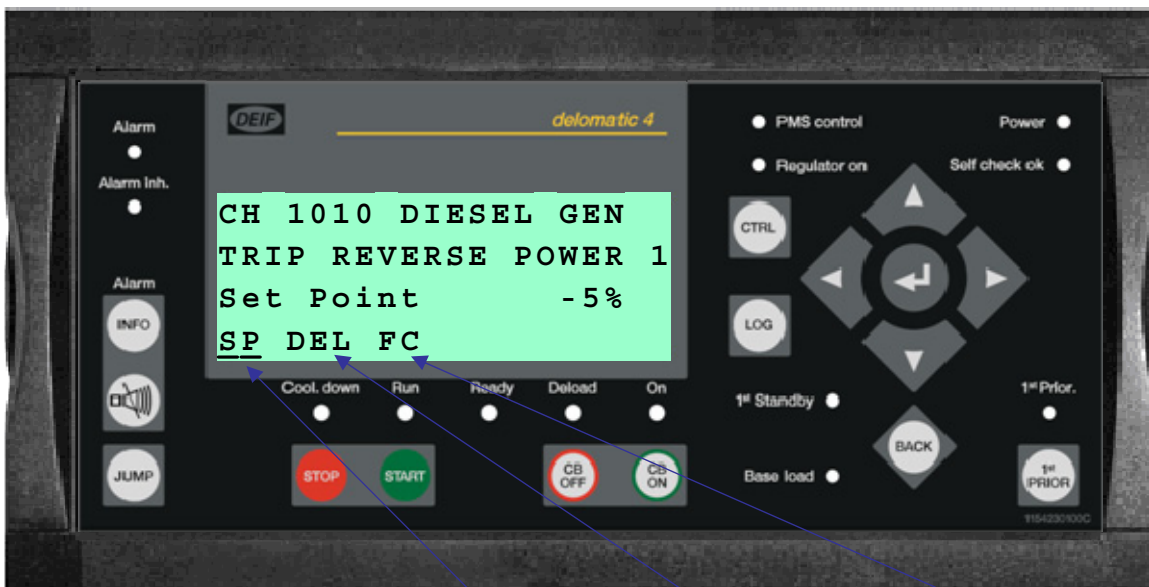 DEIF
delomatic 4
Alarm
Alarm Inh.
CH 1010 DIESEL GEN
TRIP REVERSE POWER 1
Set Point -5%
SP DEL FC
PMS control Power
Regulator on Self check ok
CTRL
Alarm
INFO
LOG
Cool. down Run Ready Deload On
1st Standby 1st Prior.
BACK
JUMP
STOP START
CB OFF
CB ON
Base load
1st PRIOR
1154230100C